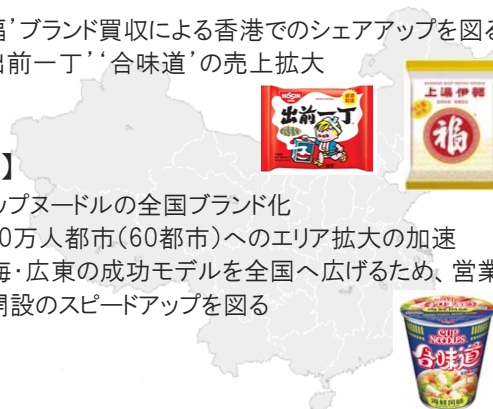 福’ブランド買収による香港でのシェアアップを図る
出前一丁’‘合味道’の売上拡大
NISSIN
出前一丁
上湯伊麺
福
】
ップヌードルの全国ブランド化
0万人都市（60都市）へのエリア拡大の加速
海・広東の成功モデルを全国へ広げるため、営業
開設のスピードアップを図る
CUP
NOODLES
合味道
海鮮风味